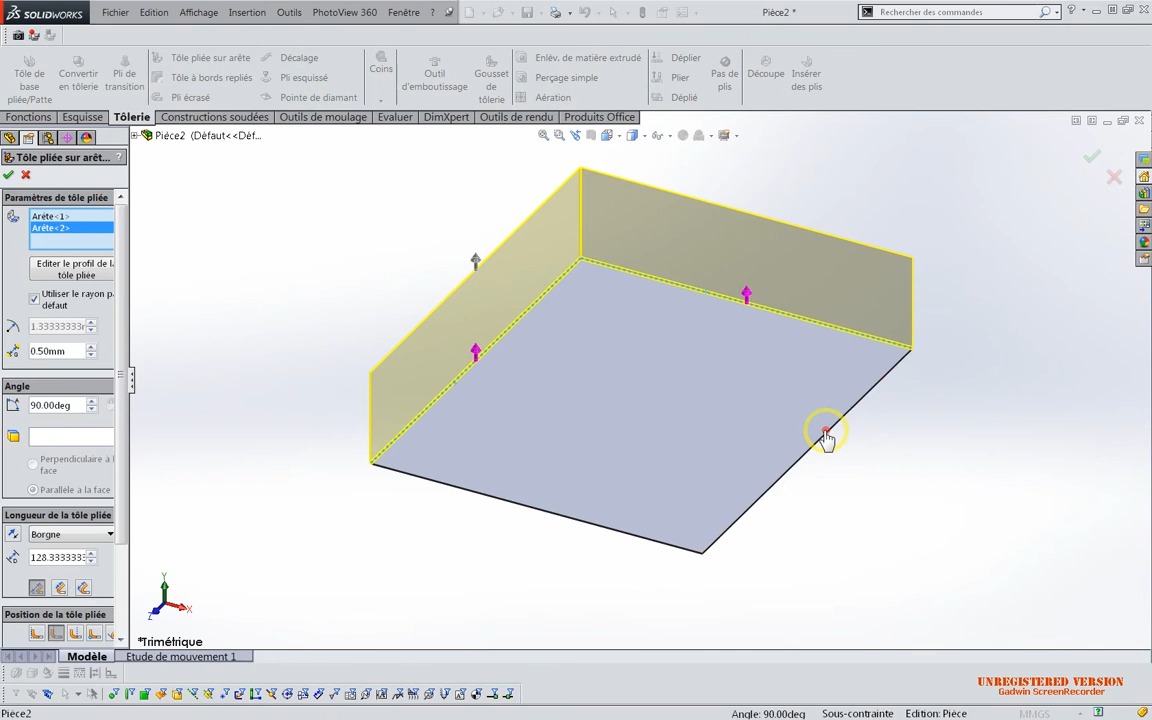 SOLIDWORKS Fichier Edition Affichage Insertion Outils PhotoView 360 Fenêtre ? Pièce2 * Rechercher des commandes ?
Tôle de base pliée/Patte
Convertir en tôlerie
Pli de transition
Tôle pliée sur arête
Tôle à bords repliés
Pli écrasé
Décalage
Pli esquissé
Pointe de diamant
Coins
Outil d'emboutissage
Gousset de tôlerie
Enlèv. de matière extrudé
Perçage simple
Aération
Déplier
Plier
Déplié
Pas de plis
Découpe
Insérer des plis
Fonctions Esquisse Tôlerie Constructions soudées Outils de moulage Evaluer DimXpert Outils de rendu Produits Office
Pièce2 (Défaut<<Déf...
Tôle pliée sur arêt... ?
Paramètres de tôle pliée
Arête<1>
Arête<2>
Editer le profil de la
tôle pliée
Utiliser le rayon p
défaut
1.33333333r
0.50mm
Angle
90.00deg
Perpendiculaire à
face
Parallèle à la face
Longueur de la tôle pliée
Borgne
128.333333
Position de la tôle pliée
Y
X
Z
*Trimétrique
Modèle Etude de mouvement 1
UNREGISTERED VERSION
Gadwin ScreenRecorder
Pièce2 Angle: 90.00deg Sous-contrainte Edition: Pièce MMGS